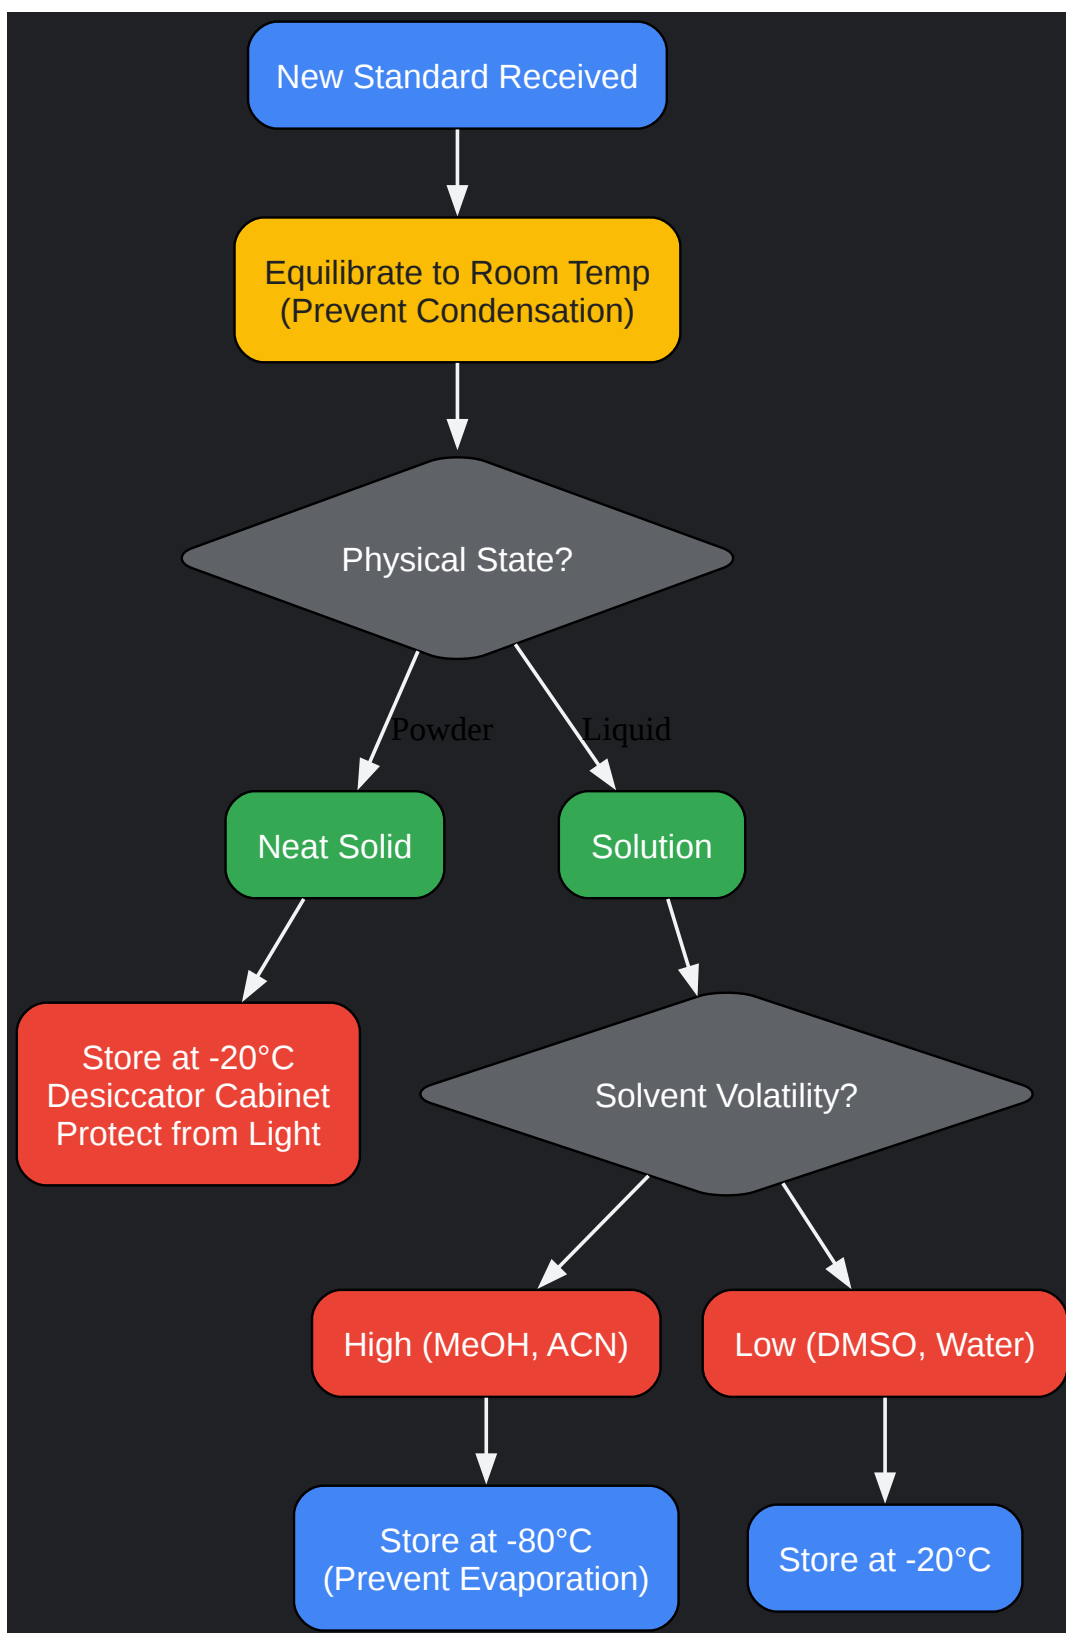 New Standard Received
Equilibrate to Room Temp
(Prevent Condensation)
Physical State?
Powder
Liquid
Neat Solid
Solution
Store at -20°C
Desiccator Cabinet
Protect from Light
Solvent Volatility?
High (MeOH, ACN)
Low (DMSO, Water)
Store at -80°C
(Prevent Evaporation)
Store at -20°C